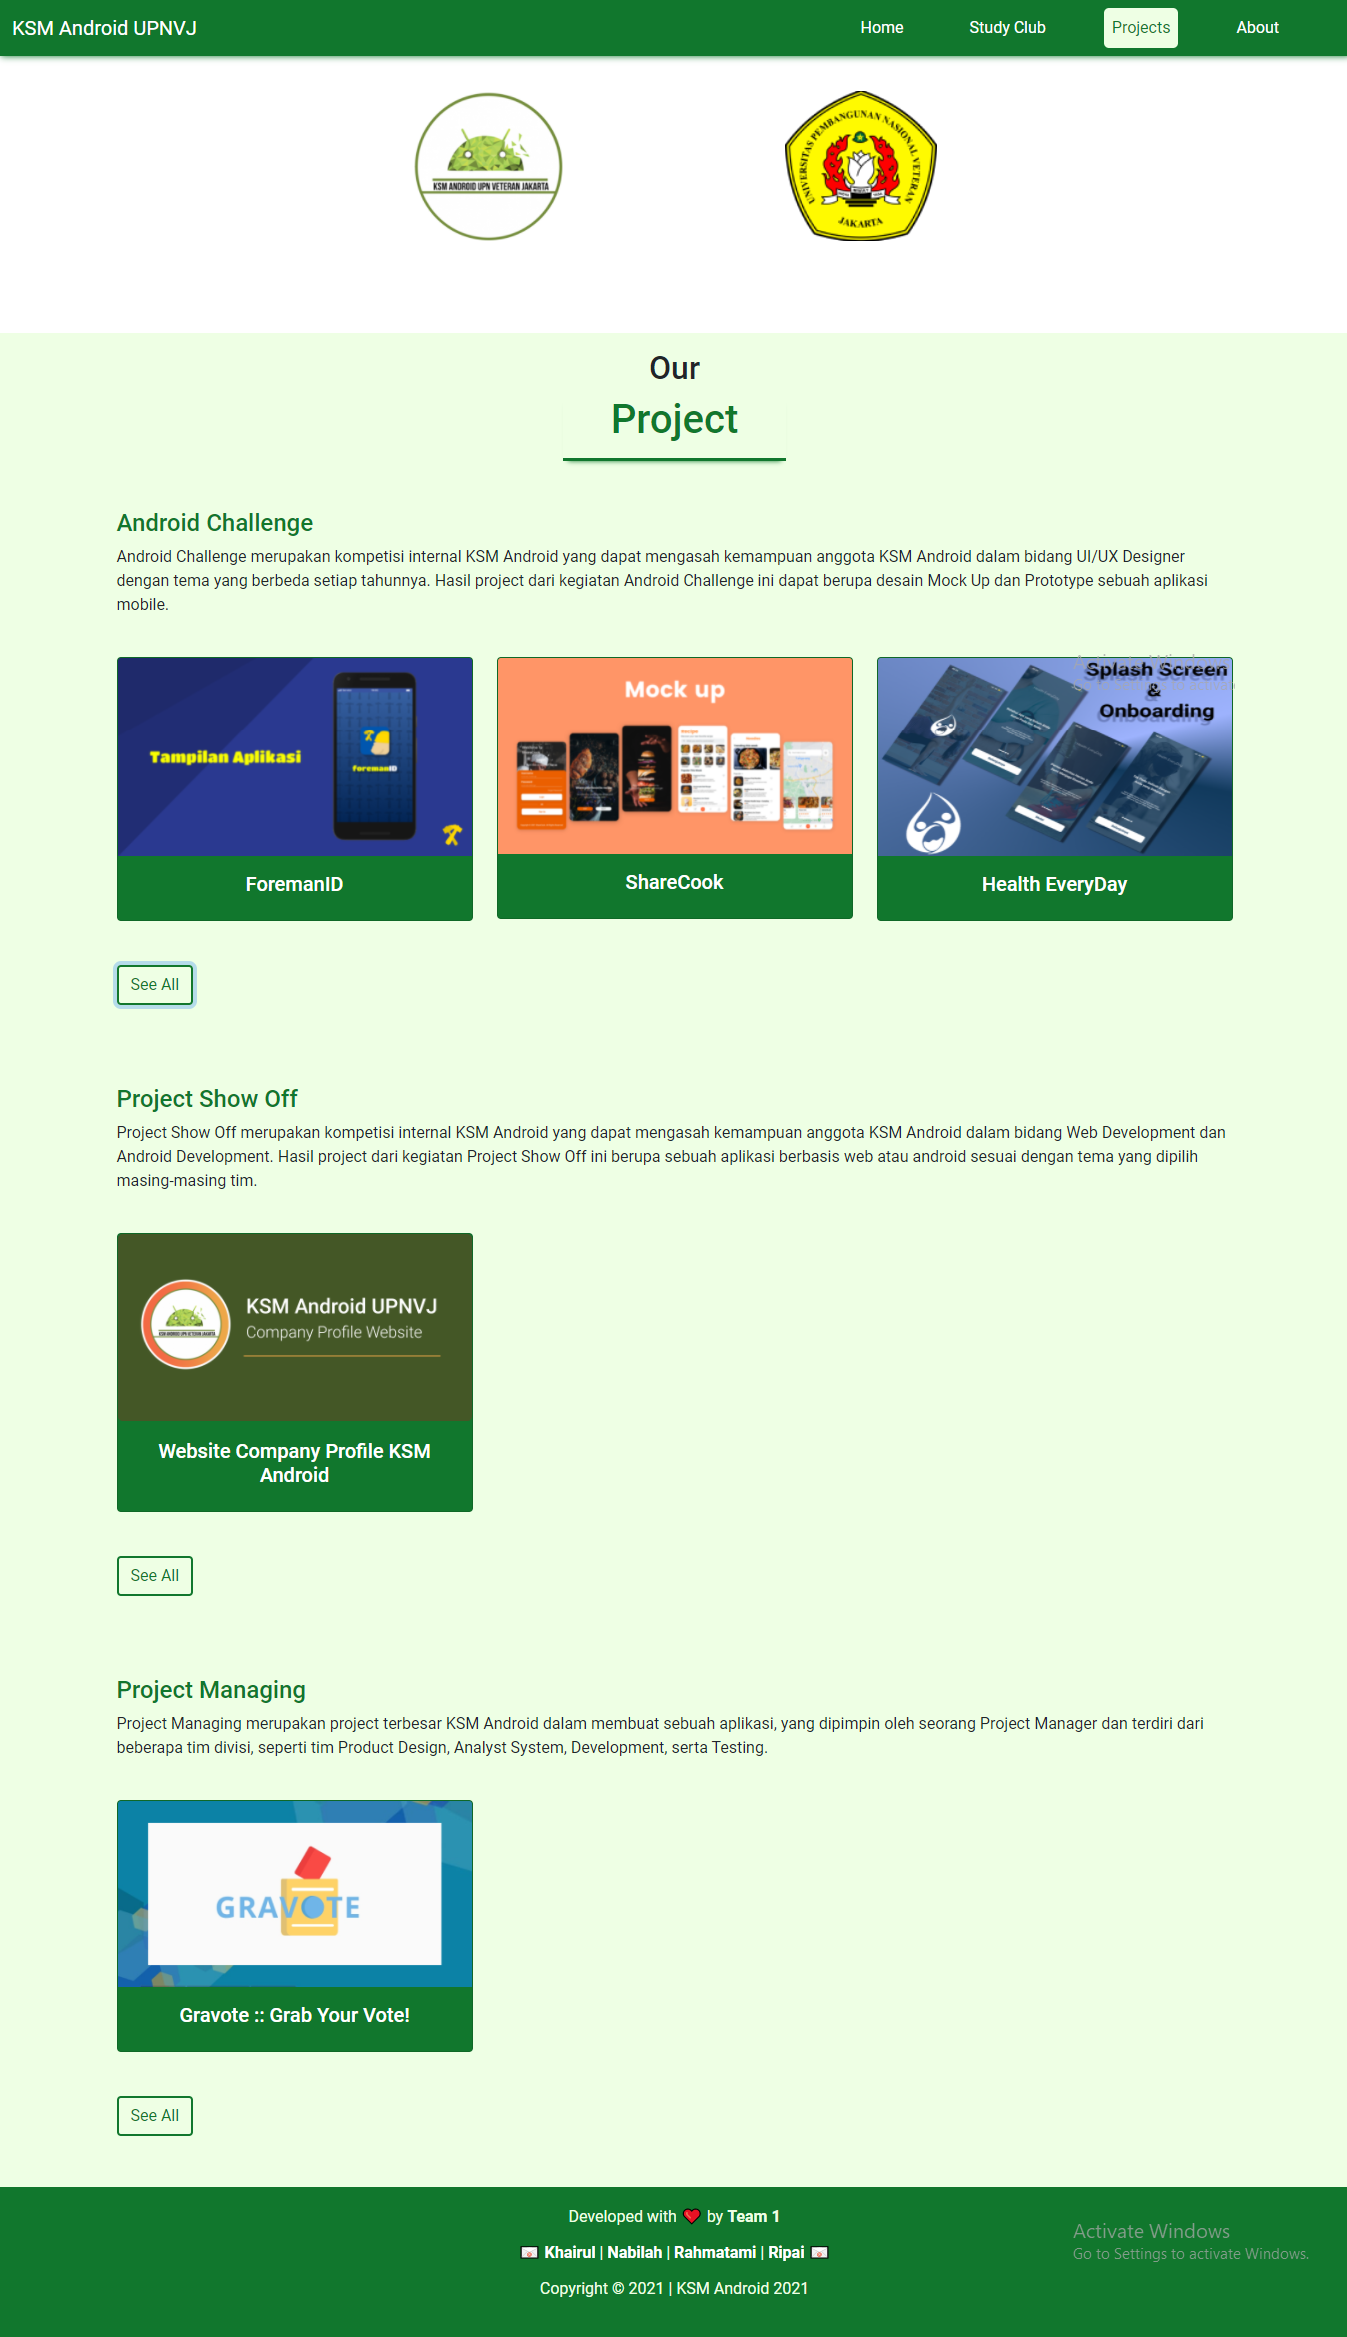 KSM Android UPNVJ
Home
Study Club
Projects
About
KSM ANDROID UPN VETERAN JAKARTA
UNIVERSITAS PEMBANGUNAN NASIONAL VETERAN
JAKARTA
Our
Project
Android Challenge
Android Challenge merupakan kompetisi internal KSM Android yang dapat mengasah kemampuan anggota KSM Android dalam bidang UI/UX Designer
dengan tema yang berbeda setiap tahunnya. Hasil project dari kegiatan Android Challenge ini dapat berupa desain Mock Up dan Prototype sebuah aplikasi
mobile.
Tampilan Aplikasi
foremanID
Mock up
Splash Screen
&
Onboarding
ForemanID
ShareCook
Health EveryDay
See All
Project Show Off
Project Show Off merupakan kompetisi internal KSM Android yang dapat mengasah kemampuan anggota KSM Android dalam bidang Web Development dan
Android Development. Hasil project dari kegiatan Project Show Off ini berupa sebuah aplikasi berbasis web atau android sesuai dengan tema yang dipilih
masing-masing tim.
KSM ANDROID UPN VETERAN JAKARTA
KSM Android UPNVJ
Company Profile Website
Website Company Profile KSM
Android
See All
Project Managing
Project Managing merupakan project terbesar KSM Android dalam membuat sebuah aplikasi, yang dipimpin oleh seorang Project Manager dan terdiri dari
beberapa tim divisi, seperti tim Product Design, Analyst System, Development, serta Testing.
GRAVOTE
Gravote :: Grab Your Vote!
See All
Developed with ❤ by Team 1
Khairul | Nabilah | Rahmatami | Ripai
Copyright © 2021 | KSM Android 2021
Activate Windows
Go to Settings to activate Windows.